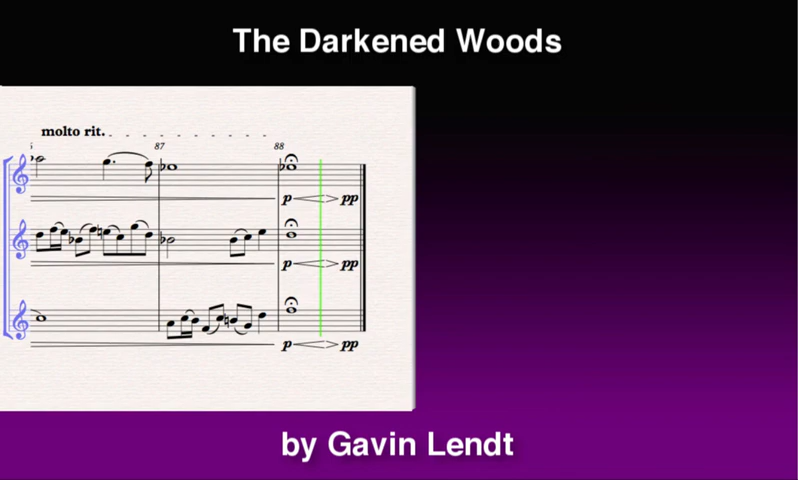 The Darkened Woods
molto rit.
87 88
p pp
p pp
p pp
by Gavin Lendt